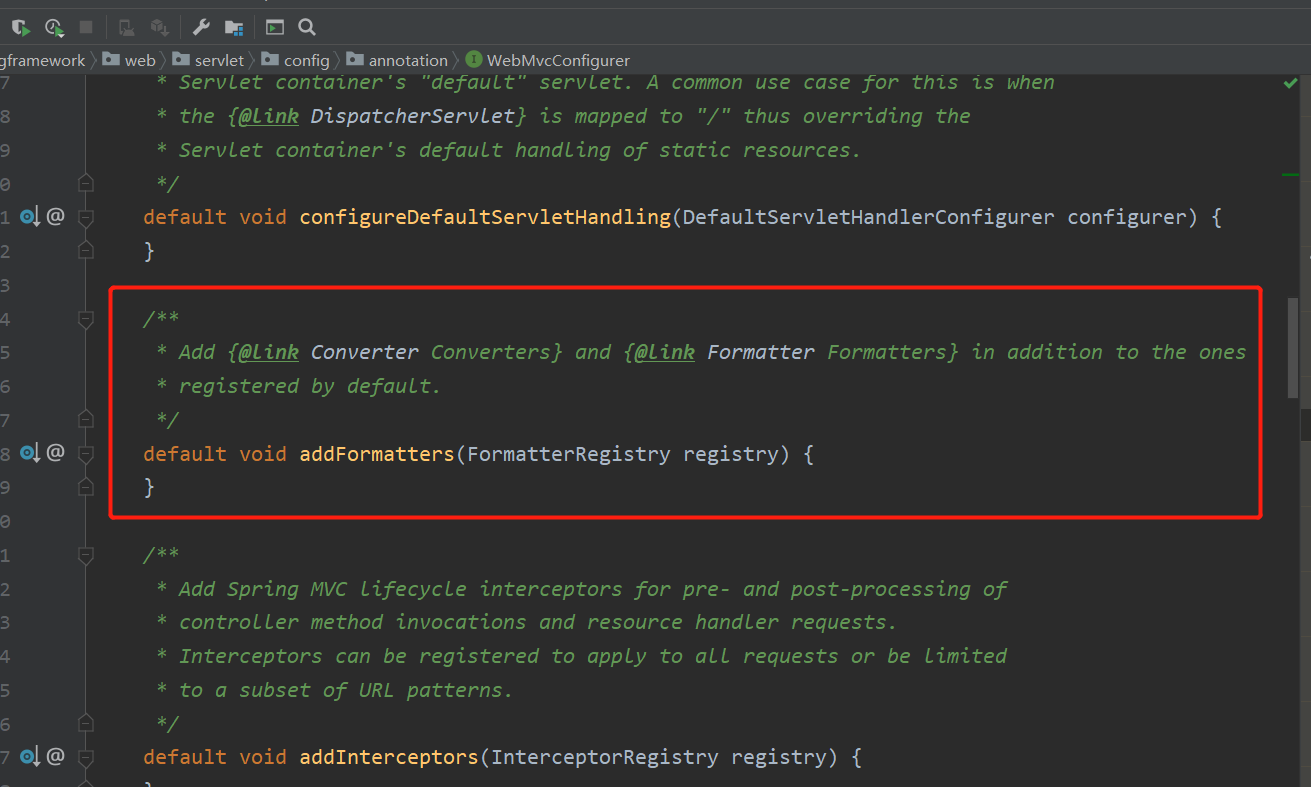 gframework web servlet config annotation I WebMvcConfigurer
7 * Servlet container's "default" servlet. A common use case for this is when
8 * the {@link DispatcherServlet} is mapped to "/" thus overriding the
9 * Servlet container's default handling of static resources.
0 */
1 @ default void configureDefaultServletHandling(DefaultServletHandlerConfigurer configurer) {
2 }
3
4 /**
5 * Add {@link Converter Converters} and {@link Formatter Formatters} in addition to the ones
6 * registered by default.
7 */
8 @ default void addFormatters(FormatterRegistry registry) {
9 }
0
1 /**
2 * Add Spring MVC lifecycle interceptors for pre- and post-processing of
3 * controller method invocations and resource handler requests.
4 * Interceptors can be registered to apply to all requests or be limited
5 * to a subset of URL patterns.
6 */
7 @ default void addInterceptors(InterceptorRegistry registry) {